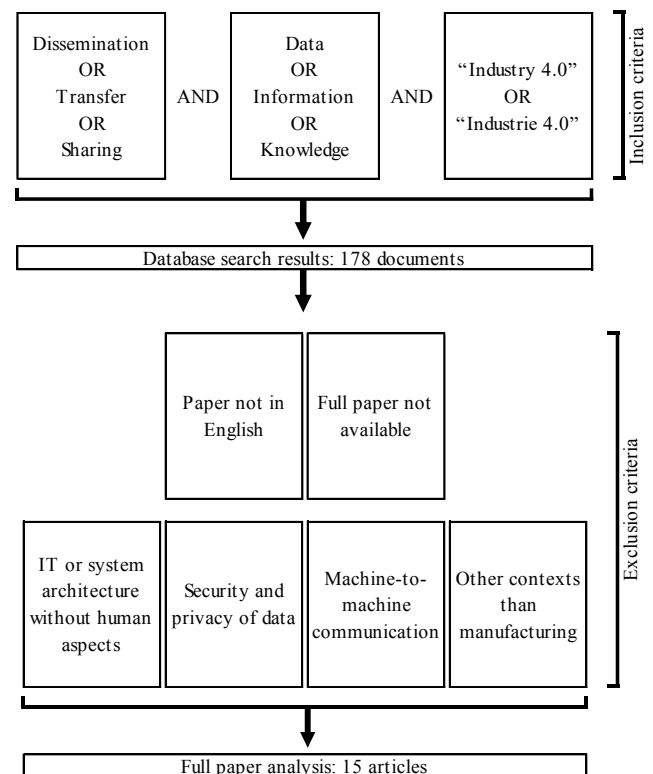 Dissemination
OR
Transfer
OR
Sharing
AND
Data
OR
Information
OR
Knowledge
AND
“Industry 4.0”
OR
“Industrie 4.0”
Inclusion criteria
Database search results: 178 documents
Paper not in
English
Full paper not
available
IT or system
architecture
without human
aspects
Security and
privacy of data
Machine-to-
machine
communication
Other contexts
than
manufacturing
Exclusion criteria
Full paper analysis: 15 articles